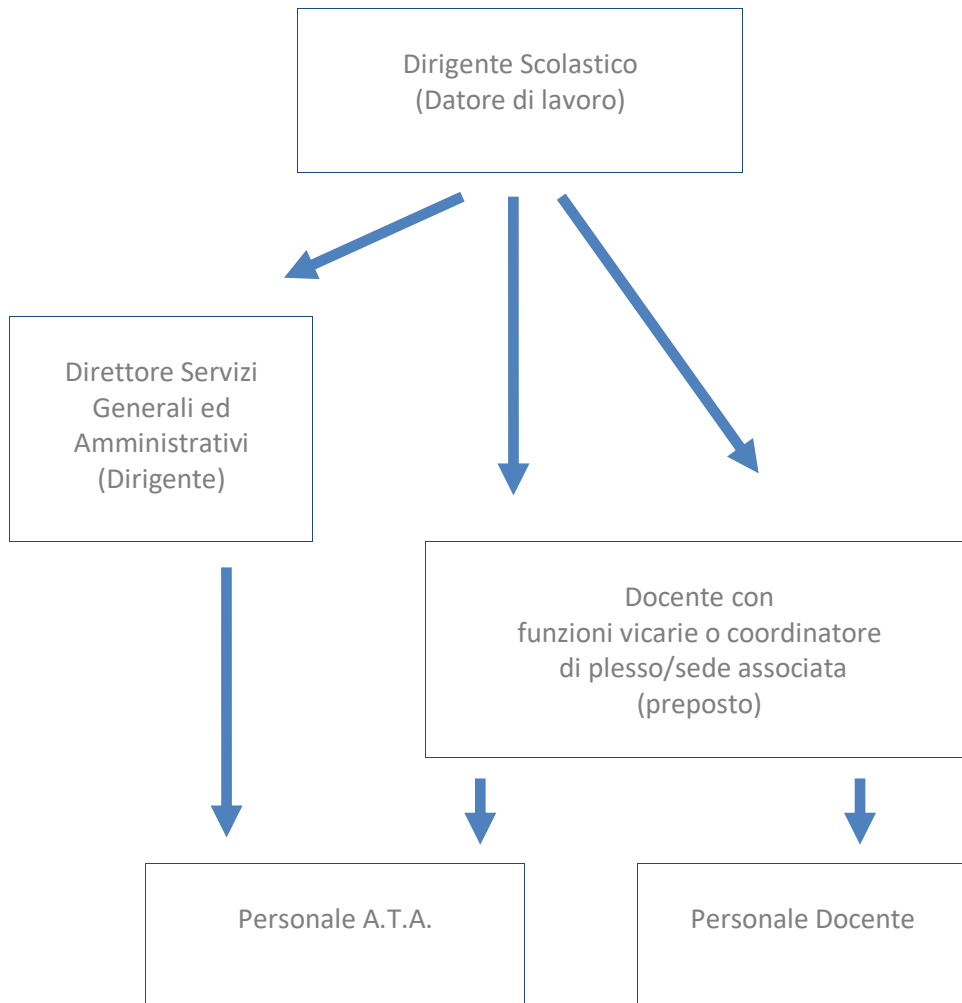 Dirigente Scolastico
(Datore di lavoro)
Direttore Servizi
Generali ed
Amministrativi
(Dirigente)
Docente con
funzioni vicarie o coordinatore
di plesso/sede associata
(preposto)
Personale A.T.A.
Personale Docente